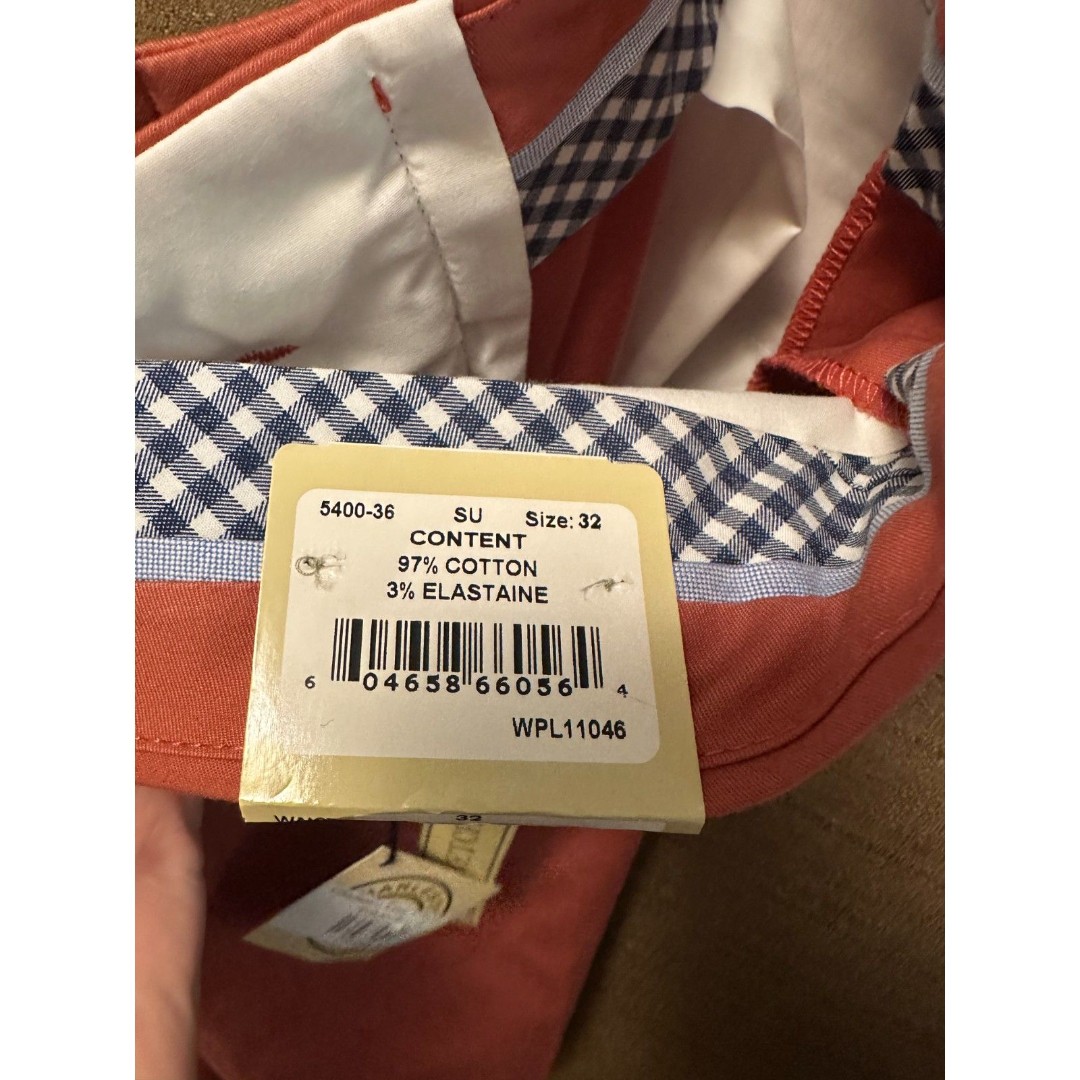 5400-36 SU Size: 32
CONTENT
97% COTTON
3% ELASTAINE
6 04658 66056 4
WPL11046
32